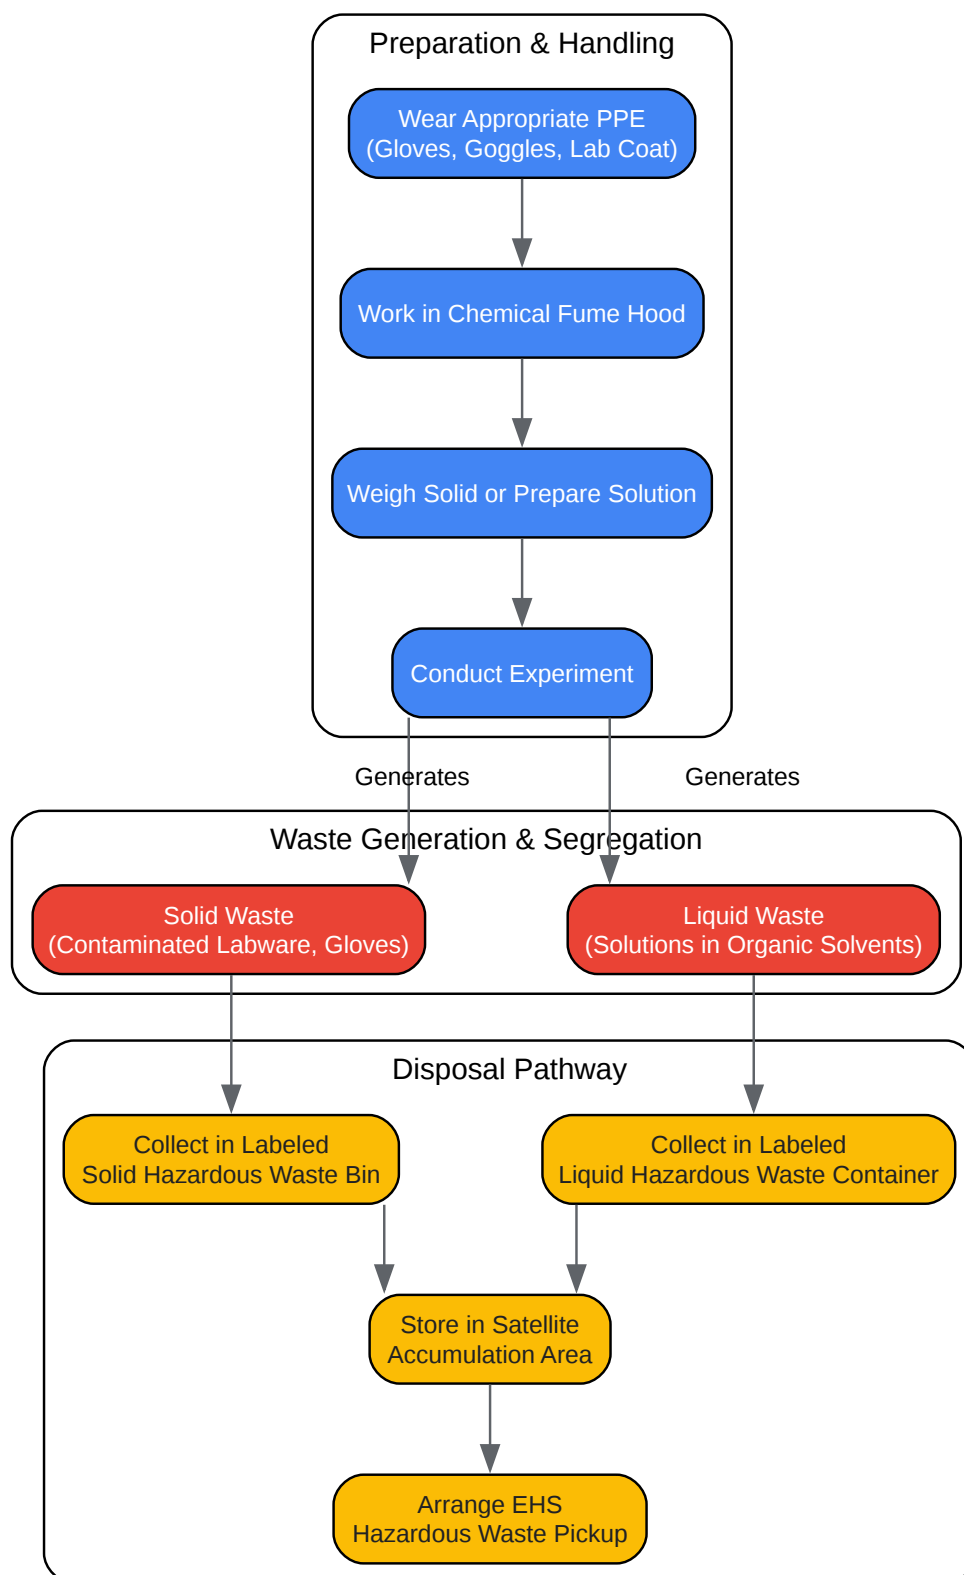 Preparation & Handling
Wear Appropriate PPE
(Gloves, Goggles, Lab Coat)
Work in Chemical Fume Hood
Weigh Solid or Prepare Solution
Conduct Experiment
Generates
Generates
Waste Generation & Segregation
Solid Waste
(Contaminated Labware, Gloves)
Liquid Waste
(Solutions in Organic Solvents)
Disposal Pathway
Collect in Labeled
Solid Hazardous Waste Bin
Collect in Labeled
Liquid Hazardous Waste Container
Store in Satellite
Accumulation Area
Arrange EHS
Hazardous Waste Pickup